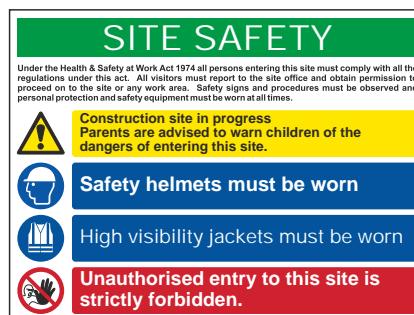 SITE SAFETY
Under the Health & Safety at Work Act 1974 all persons entering this site must comply with all the
regulations under this act. All visitors must report to the site office and obtain permission to
proceed on to the site or any work area. Safety signs and procedures must be observed and
personal protection and safety equipment must be worn at all times.
Construction site in progress
Parents are advised to warn children of the
dangers of entering this site.
Safety helmets must be worn
High visibility jackets must be worn
Unauthorised entry to this site is
strictly forbidden.